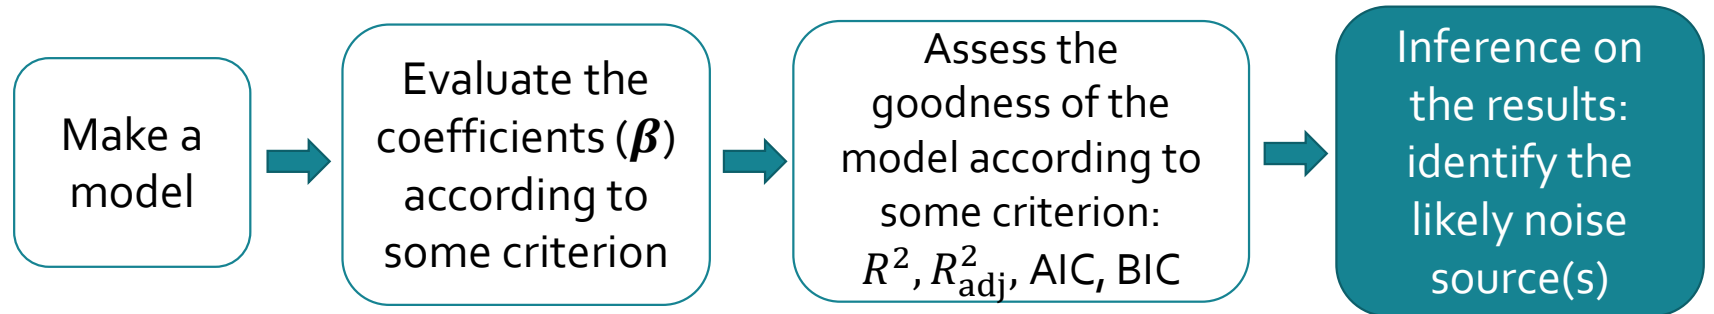 Make a
model
Evaluate the
coefficients (β)
according to
some criterion
Assess the
goodness of the
model according to
some criterion:
R², R²adj, AIC, BIC
Inference on
the results:
identify the
likely noise
source(s)